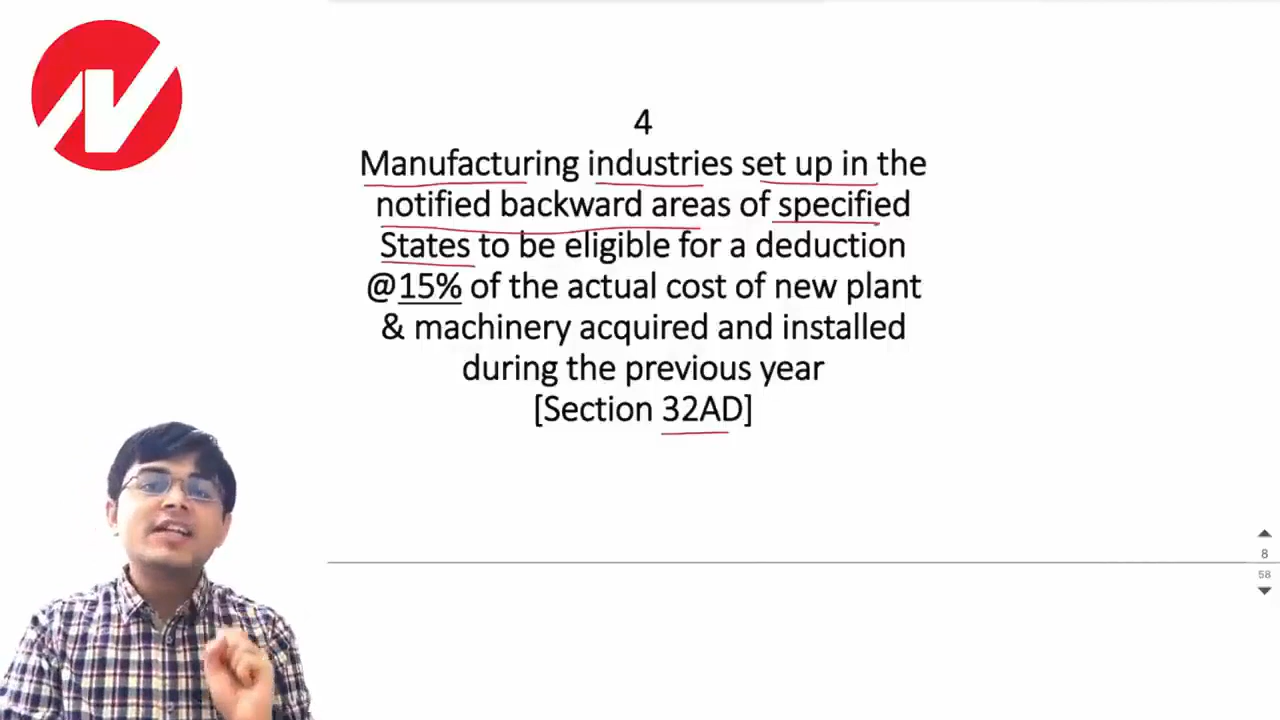 4
Manufacturing industries set up in the
notified backward areas of specified
States to be eligible for a deduction
@15% of the actual cost of new plant
& machinery acquired and installed
during the previous year
[Section 32AD]
8
58